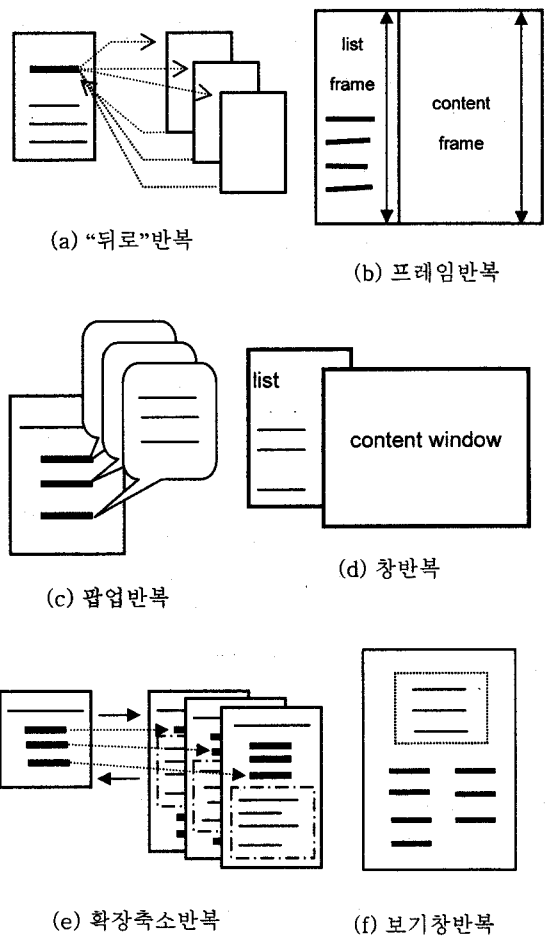 list
frame
content
frame
(a) “뒤로”반복
(b) 프레임반복
list
content window
(c) 팝업반복
(d) 창반복
(e) 확장축소반복
(f) 보기창반복